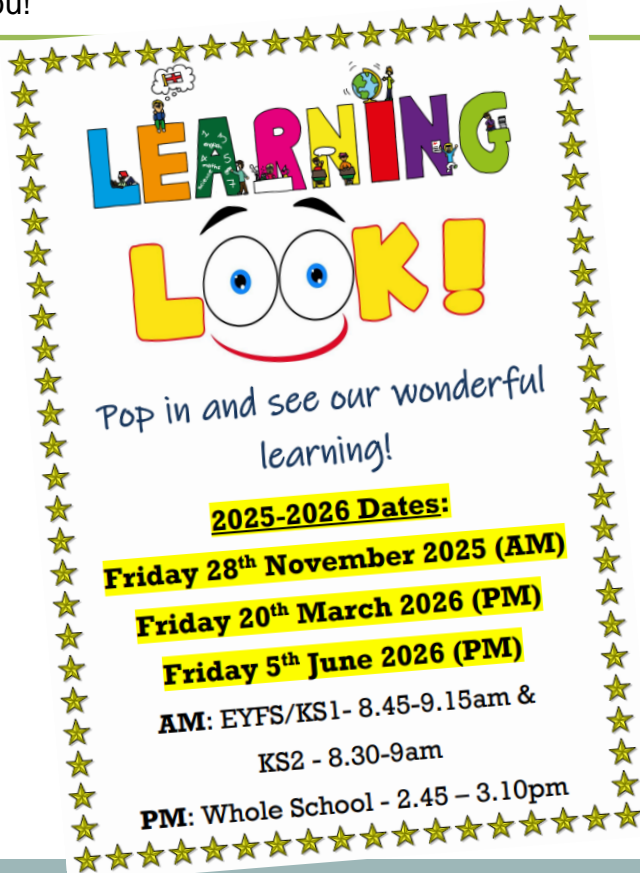 ou!
LEARNING
LOOK!
Pop in and see our wonderful
learning!
2025-2026 Dates:
Friday 28th November 2025 (AM)
Friday 20th March 2026 (PM)
Friday 5th June 2026 (PM)
AM: EYFS/KS1- 8.45-9.15am &
KS2 - 8.30-9am
PM: Whole School - 2.45 – 3.10pm